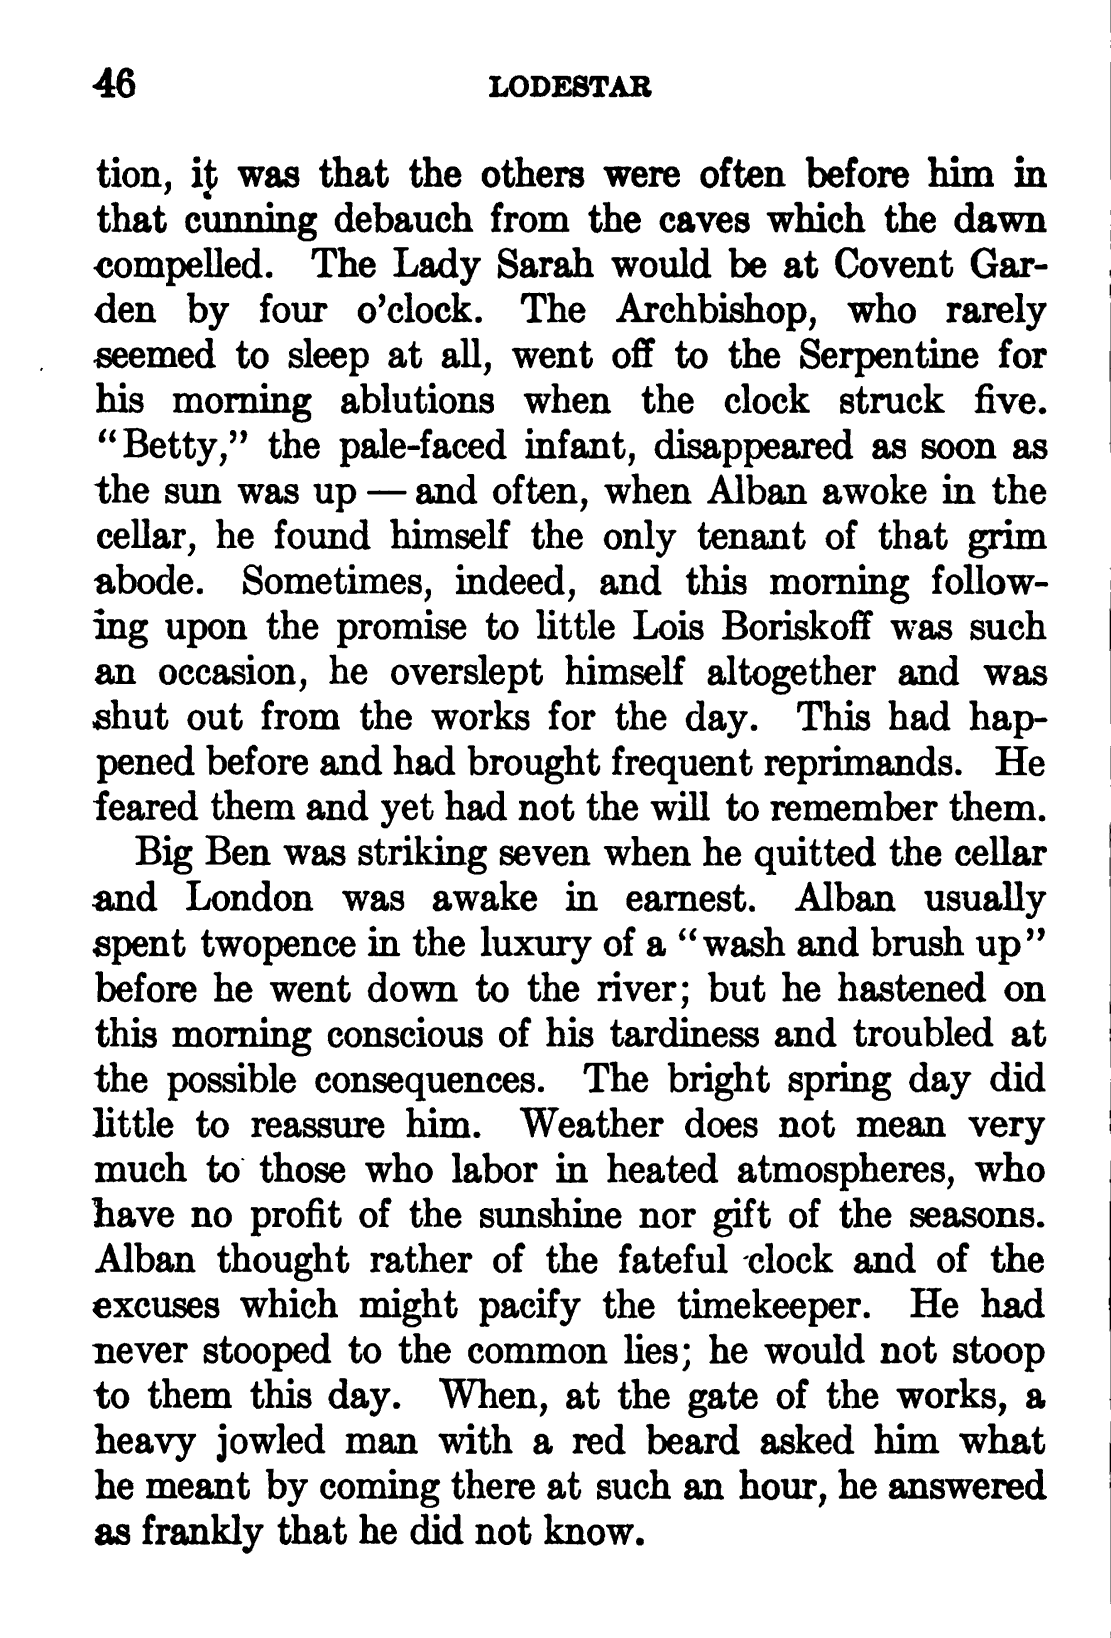 46 LODESTAR
tion, it was that the others were often before him in
that cunning debauch from the caves which the dawn
compelled. The Lady Sarah would be at Covent Gar-
den by four o'clock. The Archbishop, who rarely
seemed to sleep at all, went off to the Serpentine for
his morning ablutions when the clock struck five.
“Betty,” the pale-faced infant, disappeared as soon as
the sun was up — and often, when Alban awoke in the
cellar, he found himself the only tenant of that grim
abode. Sometimes, indeed, and this morning follow-
ing upon the promise to little Lois Boriskoff was such
an occasion, he overslept himself altogether and was
shut out from the works for the day. This had hap-
pened before and had brought frequent reprimands. He
feared them and yet had not the will to remember them.
Big Ben was striking seven when he quitted the cellar
and London was awake in earnest. Alban usually
spent twopence in the luxury of a “wash and brush up”
before he went down to the river; but he hastened on
this morning conscious of his tardiness and troubled at
the possible consequences. The bright spring day did
little to reassure him. Weather does not mean very
much to those who labor in heated atmospheres, who
have no profit of the sunshine nor gift of the seasons.
Alban thought rather of the fateful clock and of the
excuses which might pacify the timekeeper. He had
never stooped to the common lies; he would not stoop
to them this day. When, at the gate of the works, a
heavy jowled man with a red beard asked him what
he meant by coming there at such an hour, he answered
as frankly that he did not know.